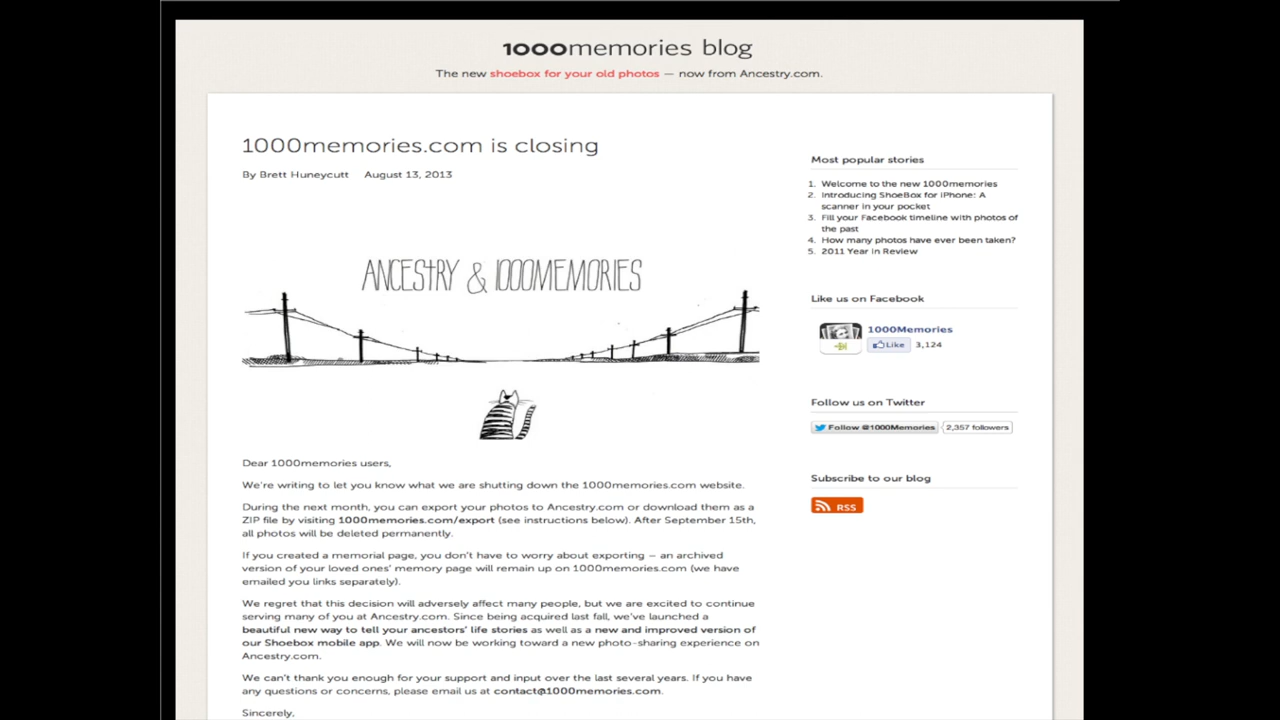 1000memories blog
The new shoebox for your old photos — now from Ancestry.com.
1000memories.com is closing
By Brett Huneycutt August 13, 2013
ANCESTRY & 1000MEMORIES
Dear 1000memories users,
We're writing to let you know what we are shutting down the 1000memories.com website.
During the next month, you can export your photos to Ancestry.com or download them as a
ZIP file by visiting 1000memories.com/export (see instructions below). After September 15th,
all photos will be deleted permanently.
If you created a memorial page, you don't have to worry about exporting – an archived
version of your loved ones' memory page will remain up on 1000memories.com (we have
emailed you links separately).
We regret that this decision will adversely affect many people, but we are excited to continue
serving many of you at Ancestry.com. Since being acquired last fall, we've launched a
beautiful new way to tell your ancestors' life stories as well as a new and improved version of
our Shoebox mobile app. We will now be working toward a new photo-sharing experience on
Ancestry.com.
We can't thank you enough for your support and input over the last several years. If you have
any questions or concerns, please email us at contact@1000memories.com.
Sincerely,
Most popular stories
1. Welcome to the new 1000memories
2. Introducing ShoeBox for iPhone: A
scanner in your pocket
3. Fill your Facebook timeline with photos of
the past
4. How many photos have ever been taken?
5. 2011 Year in Review
Like us on Facebook
1000Memories
Like 3,124
Follow us on Twitter
Follow @1000Memories 2,357 followers
Subscribe to our blog
RSS